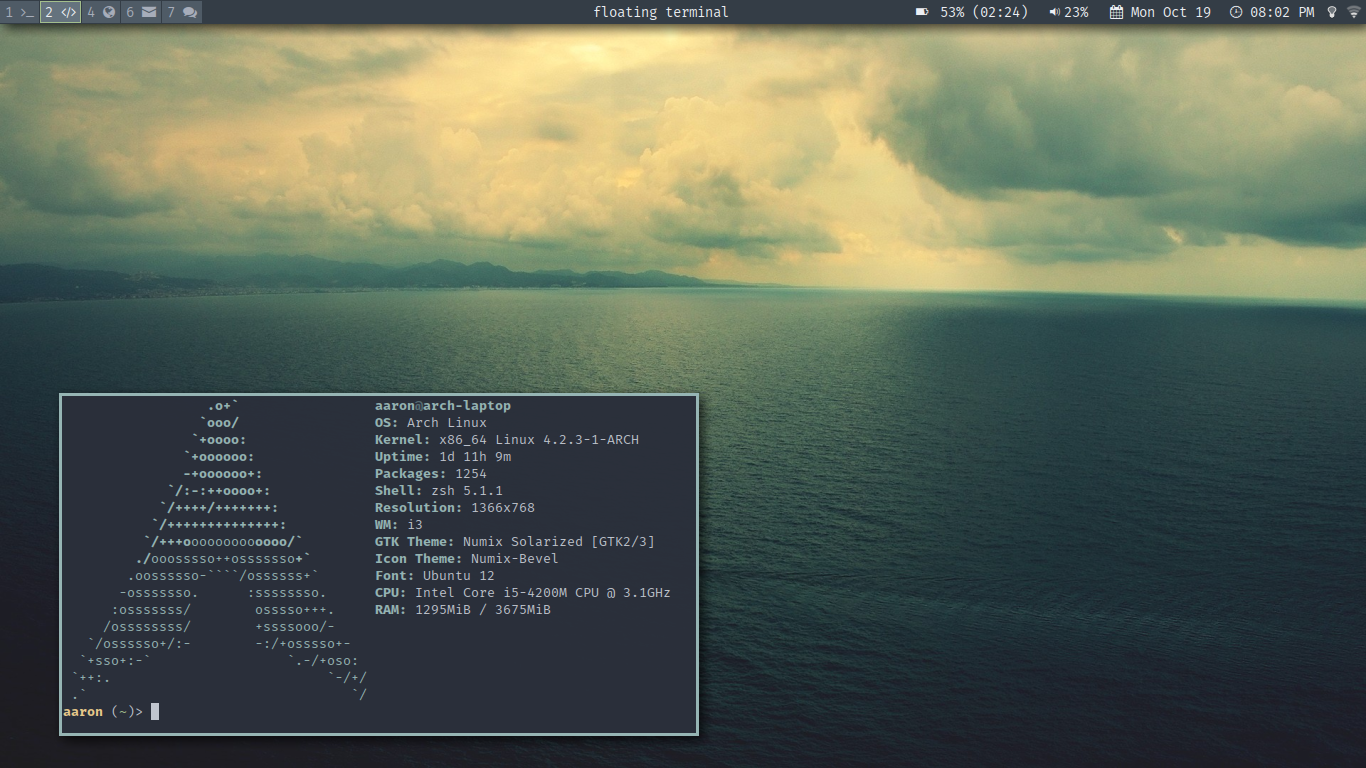 1 >_ 2 </> 4 6 7 floating terminal 53% (02:24) 23% Mon Oct 19 08:02 PM
.o+` aaron@arch-laptop
`ooo/ OS: Arch Linux
`+oooo: Kernel: x86_64 Linux 4.2.3-1-ARCH
`+oooooo: Uptime: 1d 11h 9m
-+oooooo+: Packages: 1254
`/:-:++oooo+: Shell: zsh 5.1.1
`/++++/+++++++: Resolution: 1366x768
`/++++++++++++++: WM: i3
`/+++ooooooooooooo/` GTK Theme: Numix Solarized [GTK2/3]
./ooosssso++osssssso+` Icon Theme: Numix-Bevel
.oossssso-````/ossssss+` Font: Ubuntu 12
-osssssso. :ssssssso. CPU: Intel Core i5-4200M CPU @ 3.1GHz
:osssssss/ osssso+++. RAM: 1295MiB / 3675MiB
/ossssssss/ +ssssooo/-
`/ossssso+/:- -:/+osssso+-
`+sso+:-` `.-/+oso:
`++:. `-/+/
.` `/
aaron (~)>